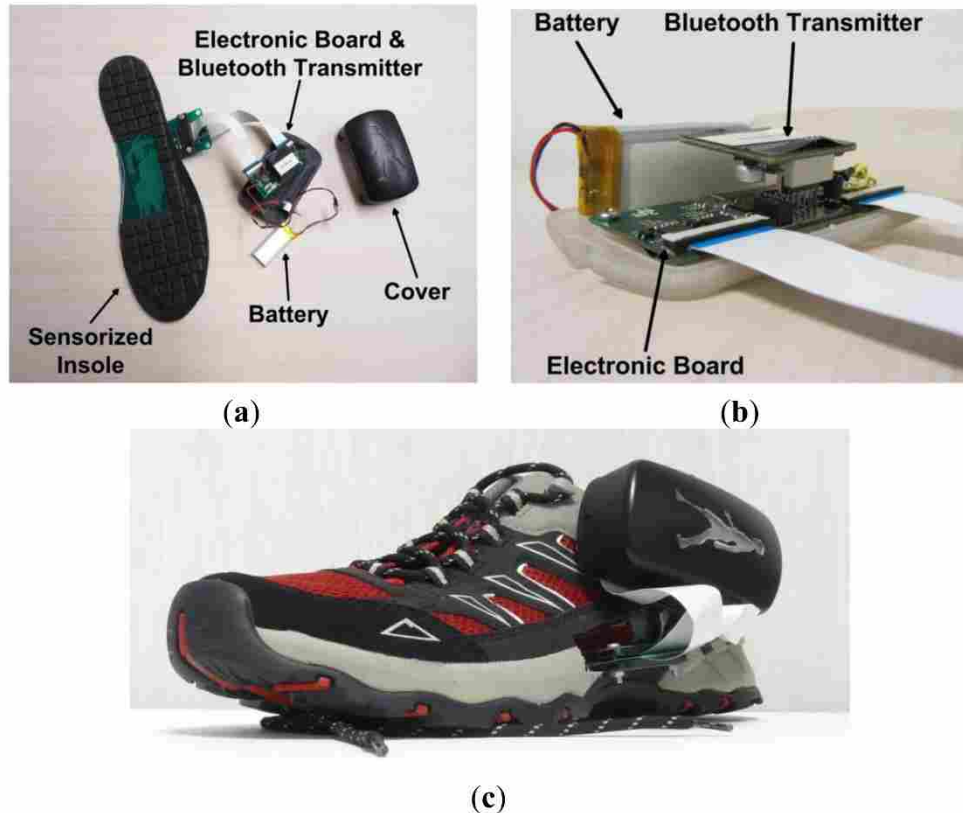 Electronic Board &
Bluetooth Transmitter
Sensorized
Insole
Battery
Cover
(a)
Battery
Bluetooth Transmitter
Electronic Board
(b)
(c)